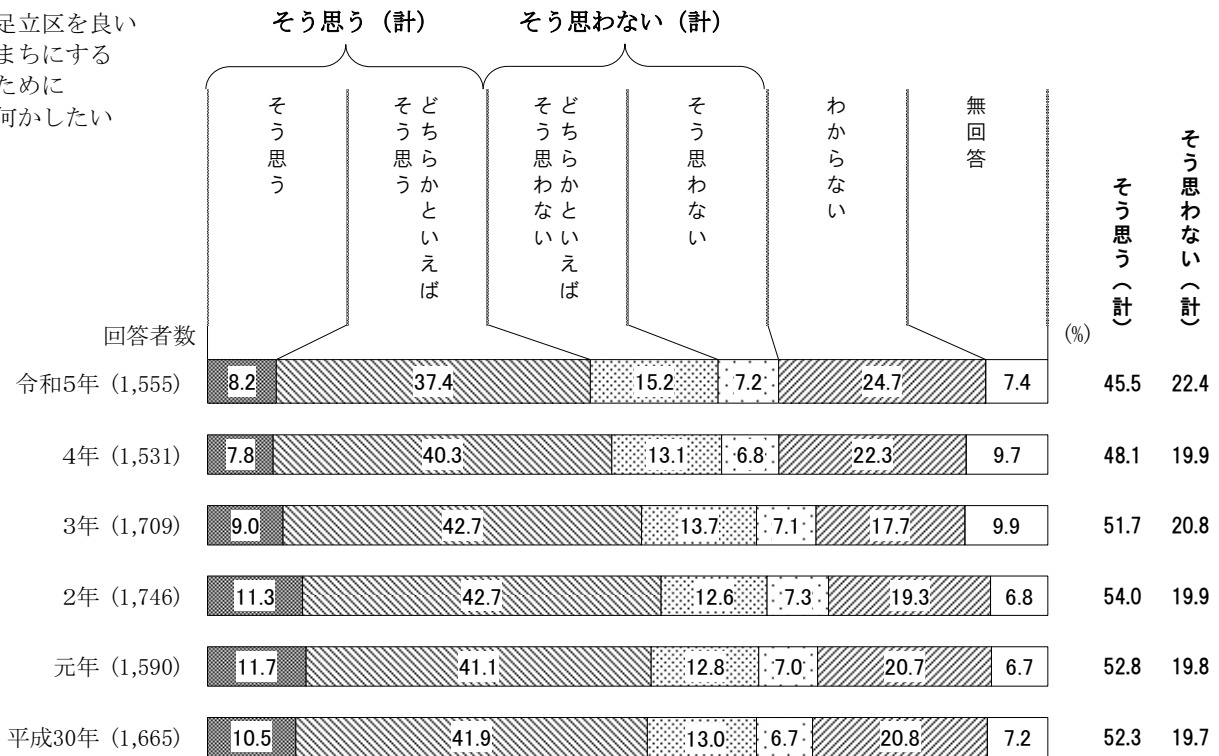 足立区を良い
まちにする
ために
何かしたい
そう思う（計）
そう思わない（計）
そう思う
どちらかといえば
そう思う
どちらかといえば
そう思わない
そう思わない
わからない
無回答
そう思う（計）
そう思わない（計）
回答者数
(%)
令和5年 (1,555) 8.2 37.4 15.2 7.2 24.7 7.4 45.5 22.4
4年 (1,531) 7.8 40.3 13.1 6.8 22.3 9.7 48.1 19.9
3年 (1,709) 9.0 42.7 13.7 7.1 17.7 9.9 51.7 20.8
2年 (1,746) 11.3 42.7 12.6 7.3 19.3 6.8 54.0 19.9
元年 (1,590) 11.7 41.1 12.8 7.0 20.7 6.7 52.8 19.8
平成30年 (1,665) 10.5 41.9 13.0 6.7 20.8 7.2 52.3 19.7